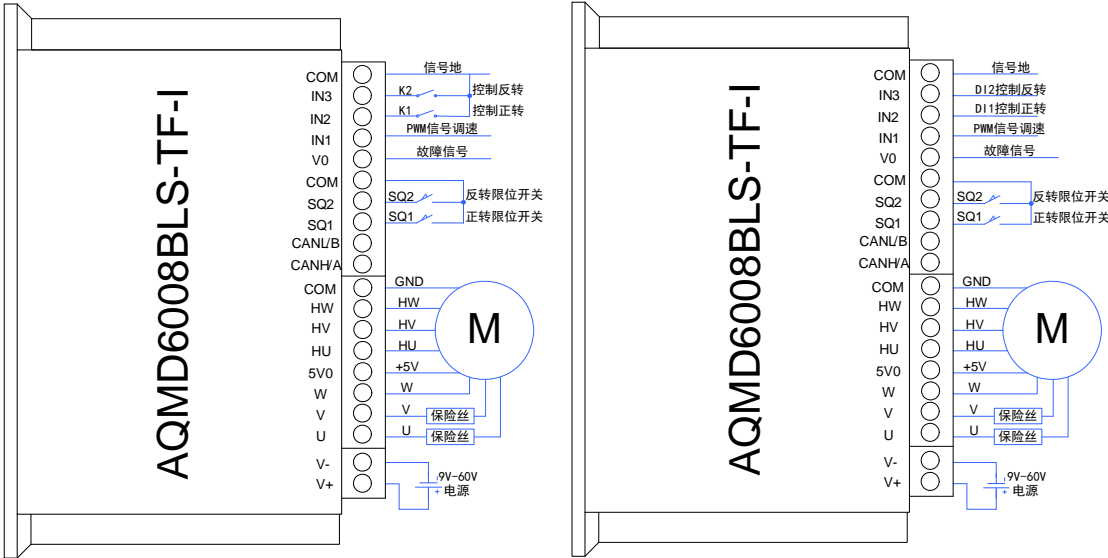 AQMD6008BLS-TF-I
COM
IN3
IN2
IN1
V0
COM
SQ2
SQ1
CANL/B
CANH/A
COM
HW
HV
HU
5V0
W
V
U
V-
V+
信号地
K2
控制反转
K1
控制正转
PWM信号调速
故障信号
SQ2
反转限位开关
SQ1
正转限位开关
GND
HW
HV
HU
+5V
W
V
保险丝
U
保险丝
M
9V-60V
+
电源
AQMD6008BLS-TF-I
COM
IN3
IN2
IN1
V0
COM
SQ2
SQ1
CANL/B
CANH/A
COM
HW
HV
HU
5V0
W
V
U
V-
V+
信号地
DI2控制反转
DI1控制正转
PWM信号调速
故障信号
SQ2
反转限位开关
SQ1
正转限位开关
GND
HW
HV
HU
+5V
W
V
保险丝
U
保险丝
M
9V-60V
+
电源